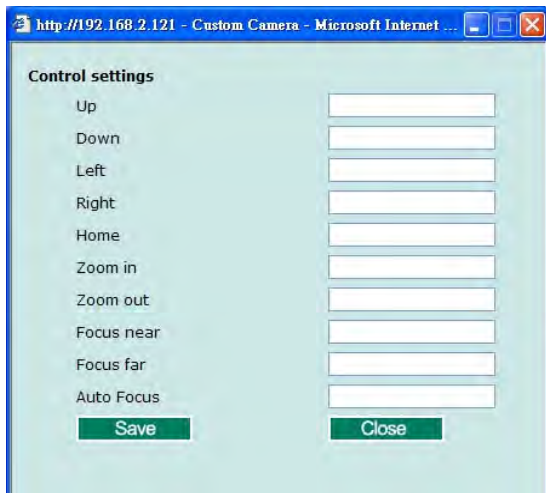 http://192.168.2.121 - Custom Camera - Microsoft Internet ...
Control settings
Up
Down
Left
Right
Home
Zoom in
Zoom out
Focus near
Focus far
Auto Focus
Save Close